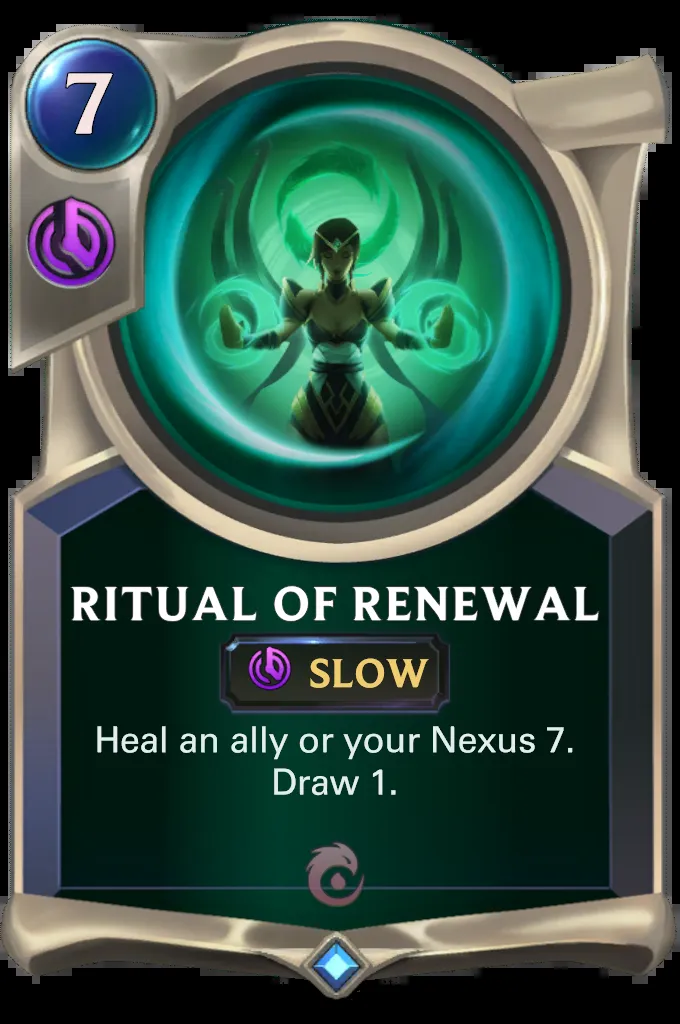 7
RITUAL OF RENEWAL
SLOW
Heal an ally or your Nexus 7.
Draw 1.